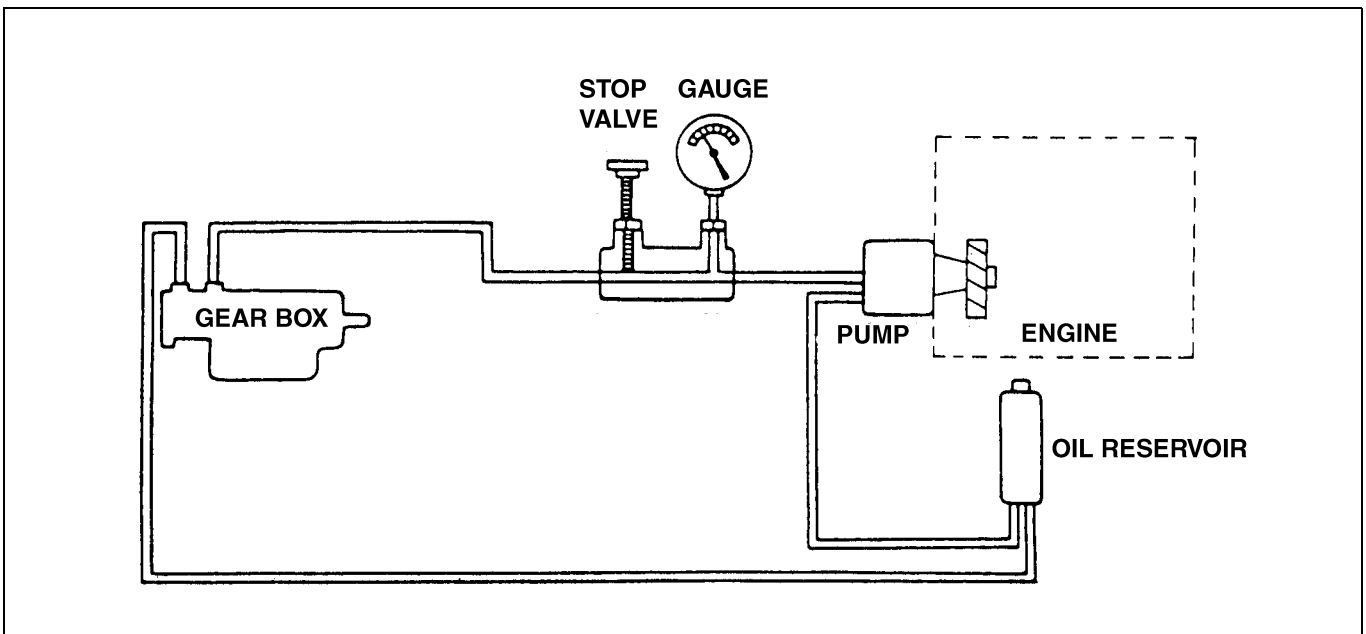 STOP VALVE
GAUGE
GEAR BOX
PUMP
ENGINE
OIL RESERVOIR